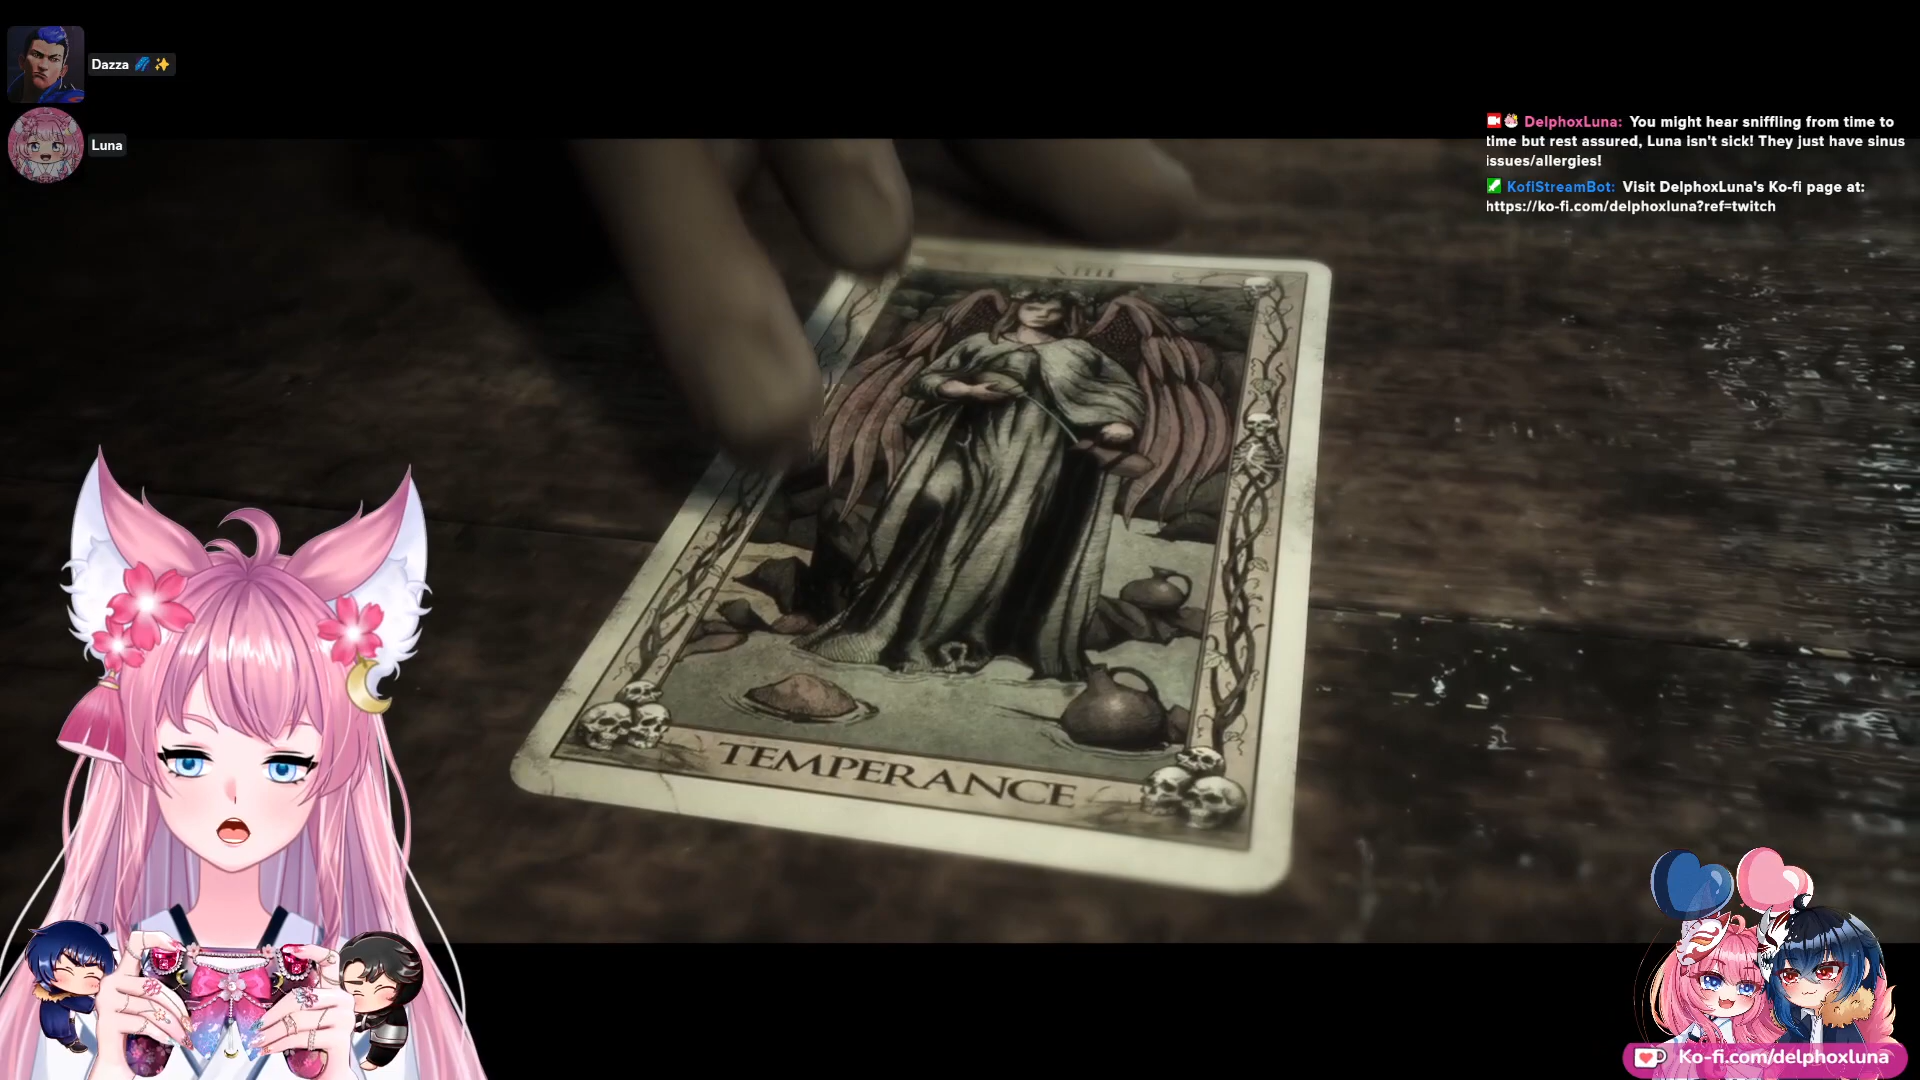 Dazza
Luna
DelphoxLuna: You might hear sniffling from time to
time but rest assured, Luna isn't sick! They just have sinus
issues/allergies!
KofiStreamBot: Visit DelphoxLuna's Ko-fi page at:
https://ko-fi.com/delphoxluna?ref=twitch
TEMPERANCE
Ko-fi.com/delphoxluna